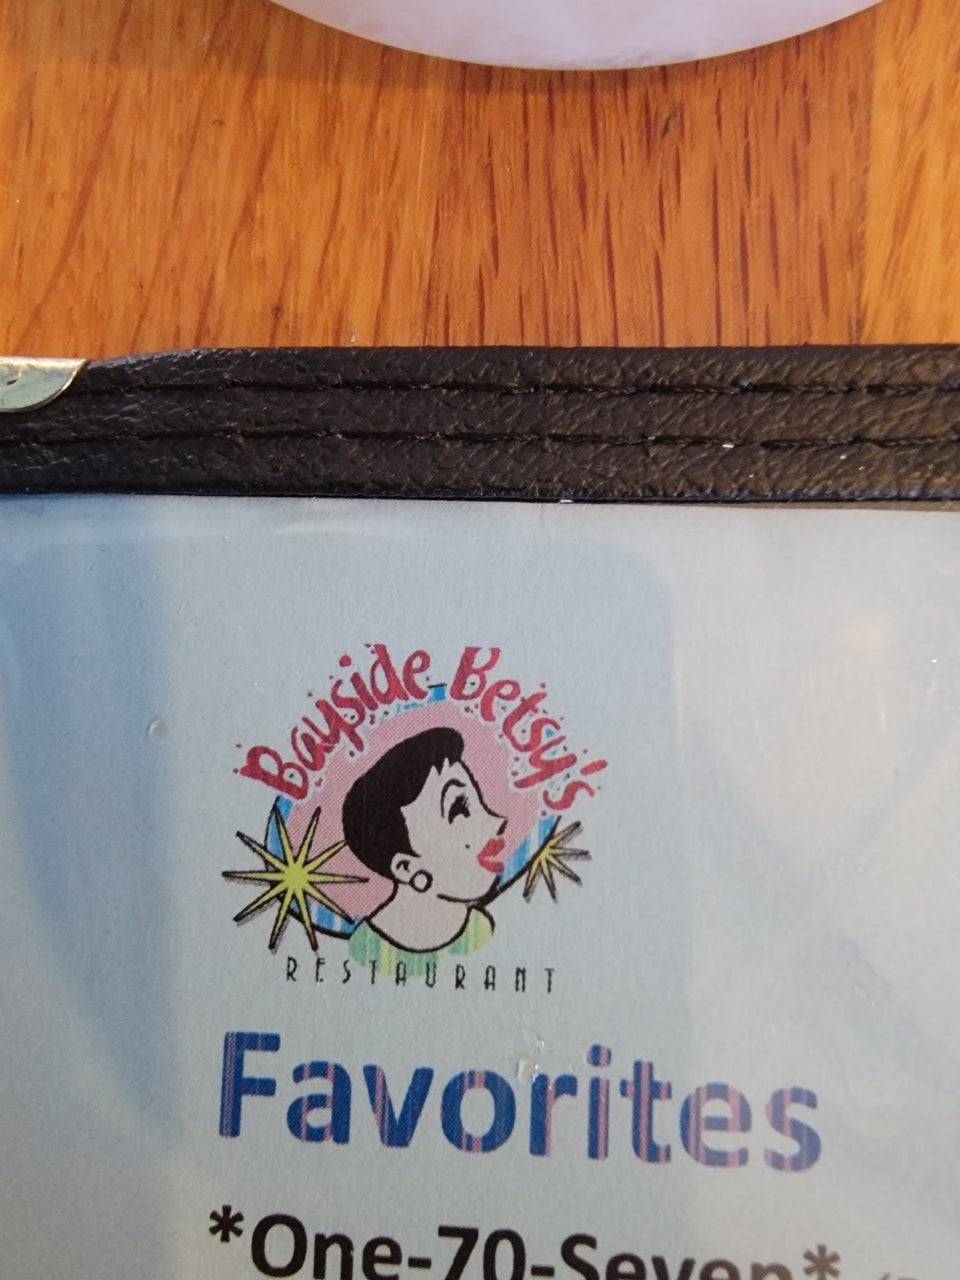 Bayside Betsy's
RESTAURANT
Favorites
*One-70-Seven*